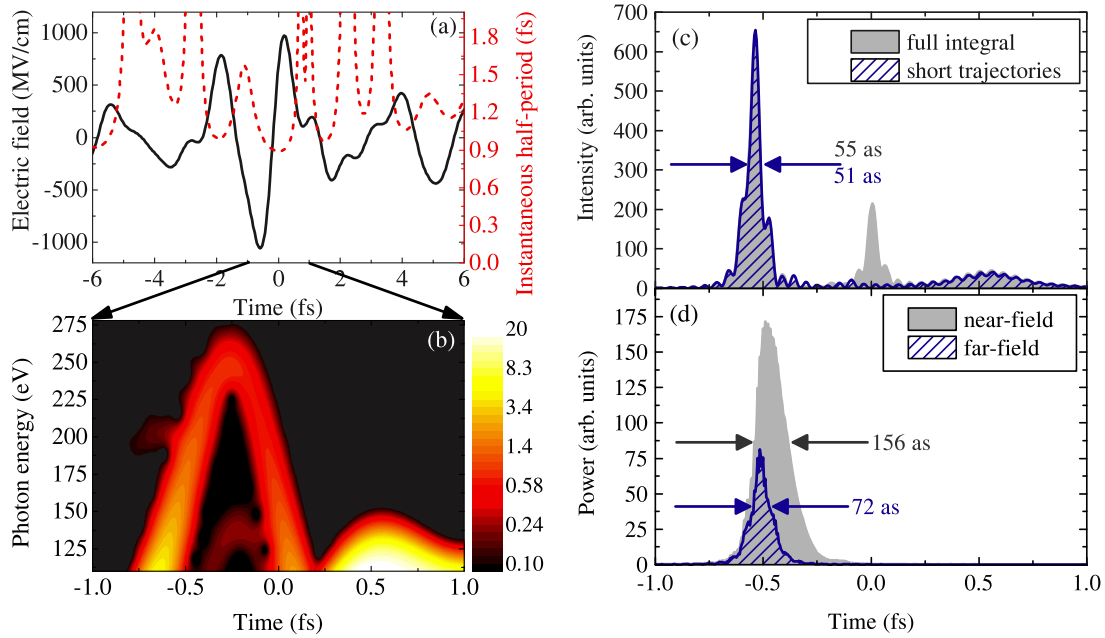 (a)
Electric field (MV/cm)
1000
500
0
-500
-1000
Instantaneous half-period (fs)
1.8
1.5
1.2
0.9
0.6
0.3
0.0
-6 -4 -2 0 2 4 6
Time (fs)
(b)
Photon energy (eV)
275
250
225
200
175
150
125
20
8.3
3.4
1.4
0.58
0.24
0.10
-1.0 -0.5 0.0 0.5 1.0
Time (fs)
(c)
Intensity (arb. units)
700
600
500
400
300
200
100
0
full integral
short trajectories
55 as
51 as
(d)
Power (arb. units)
175
150
125
100
75
50
25
0
near-field
far-field
156 as
72 as
-1.0 -0.5 0.0 0.5 1.0
Time (fs)